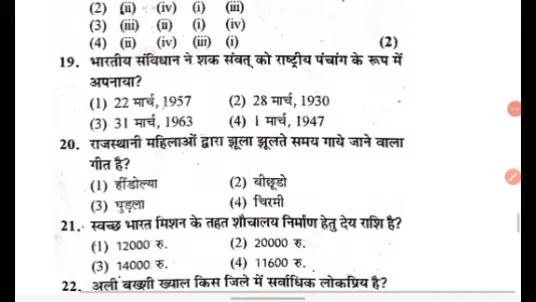 (2) (ii) (iv) (i) (iii)
(3) (iii) (ii) (i) (iv)
(4) (ii) (iv) (iii) (i) (2)
19. भारतीय संविधान ने शक संवत् को राष्ट्रीय पंचांग के रूप में
अपनाया?
(1) 22 मार्च, 1957 (2) 28 मार्च, 1930
(3) 31 मार्च, 1963 (4) 1 मार्च, 1947
20. राजस्थानी महिलाओं द्वारा झूला झूलते समय गाये जाने वाला
गीत है?
(1) हींडोल्या (2) बीछूडो
(3) घुड़ला (4) चिरमी
21. स्वच्छ भारत मिशन के तहत शौचालय निर्माण हेतु देय राशि है?
(1) 12000 रु. (2) 20000 रु.
(3) 14000 रु. (4) 11600 रु.
22. अली बख्शी ख्याल किस जिले में सर्वाधिक लोकप्रिय है?